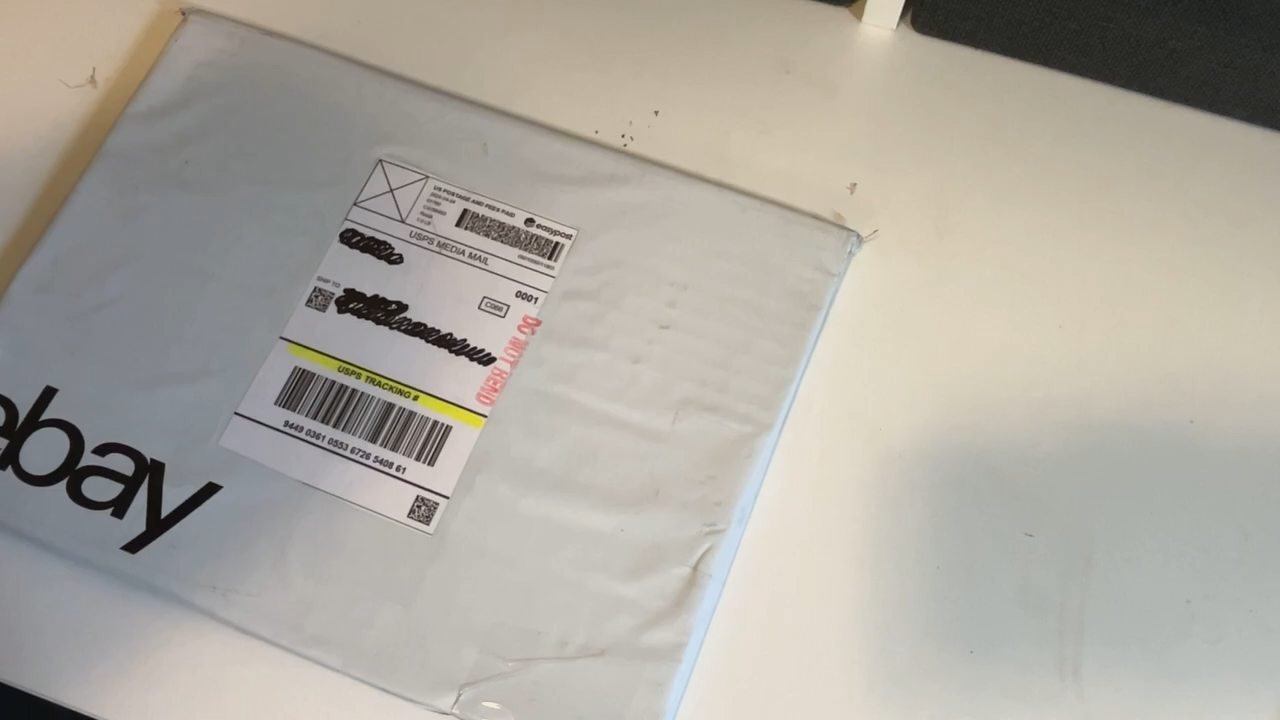 US POSTAGE AND FEES PAID
easypost
USPS MEDIA MAIL
0001
C088
SHIP TO:
DO NOT BEND
USPS TRACKING #
9449 0361 0553 6726 5408 61
ebay